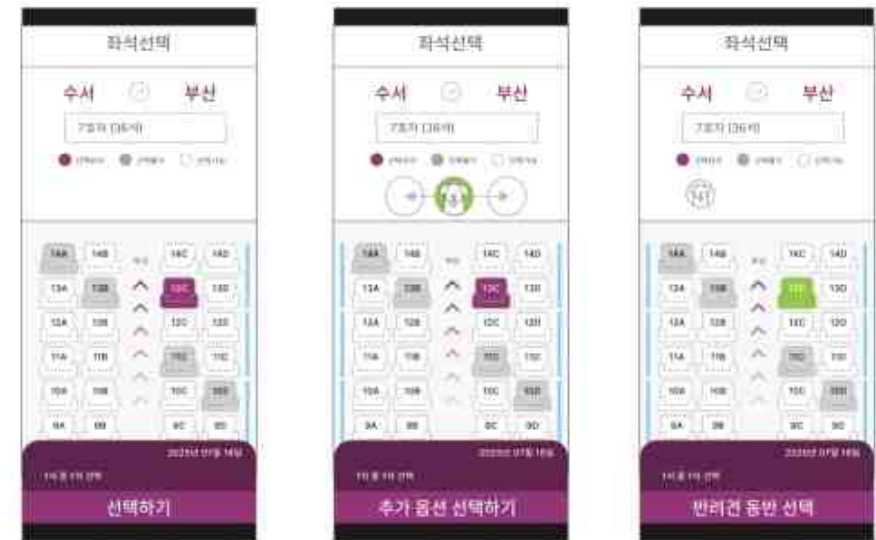 좌석선택
수서 부산
7호차 (36석)
14A 14B 14C 14D
13A 13B 13C 13D
12A 12B 12C 12D
11A 11B 11C
10A 10B 10C 10D
9A 9B 9C 9D
2025년 07월 16일
선택하기
좌석선택
수서 부산
7호차 (36석)
14A 14B 14C 14D
13A 13B 13C 13D
12A 12B 12C 12D
11A 11B 11D
10A 10B 10C 10D
9A 9B 9C 9D
2025년 07월 16일
추가 옵션 선택하기
좌석선택
수서 부산
7호차 (36석)
14A 14B 14C 14D
13A 13B 13D
12A 12B 12C 12D
11A 11B
10A 10B 10C 10D
9A 9B 9C 9D
2025년 07월 16일
반려견 동반 선택